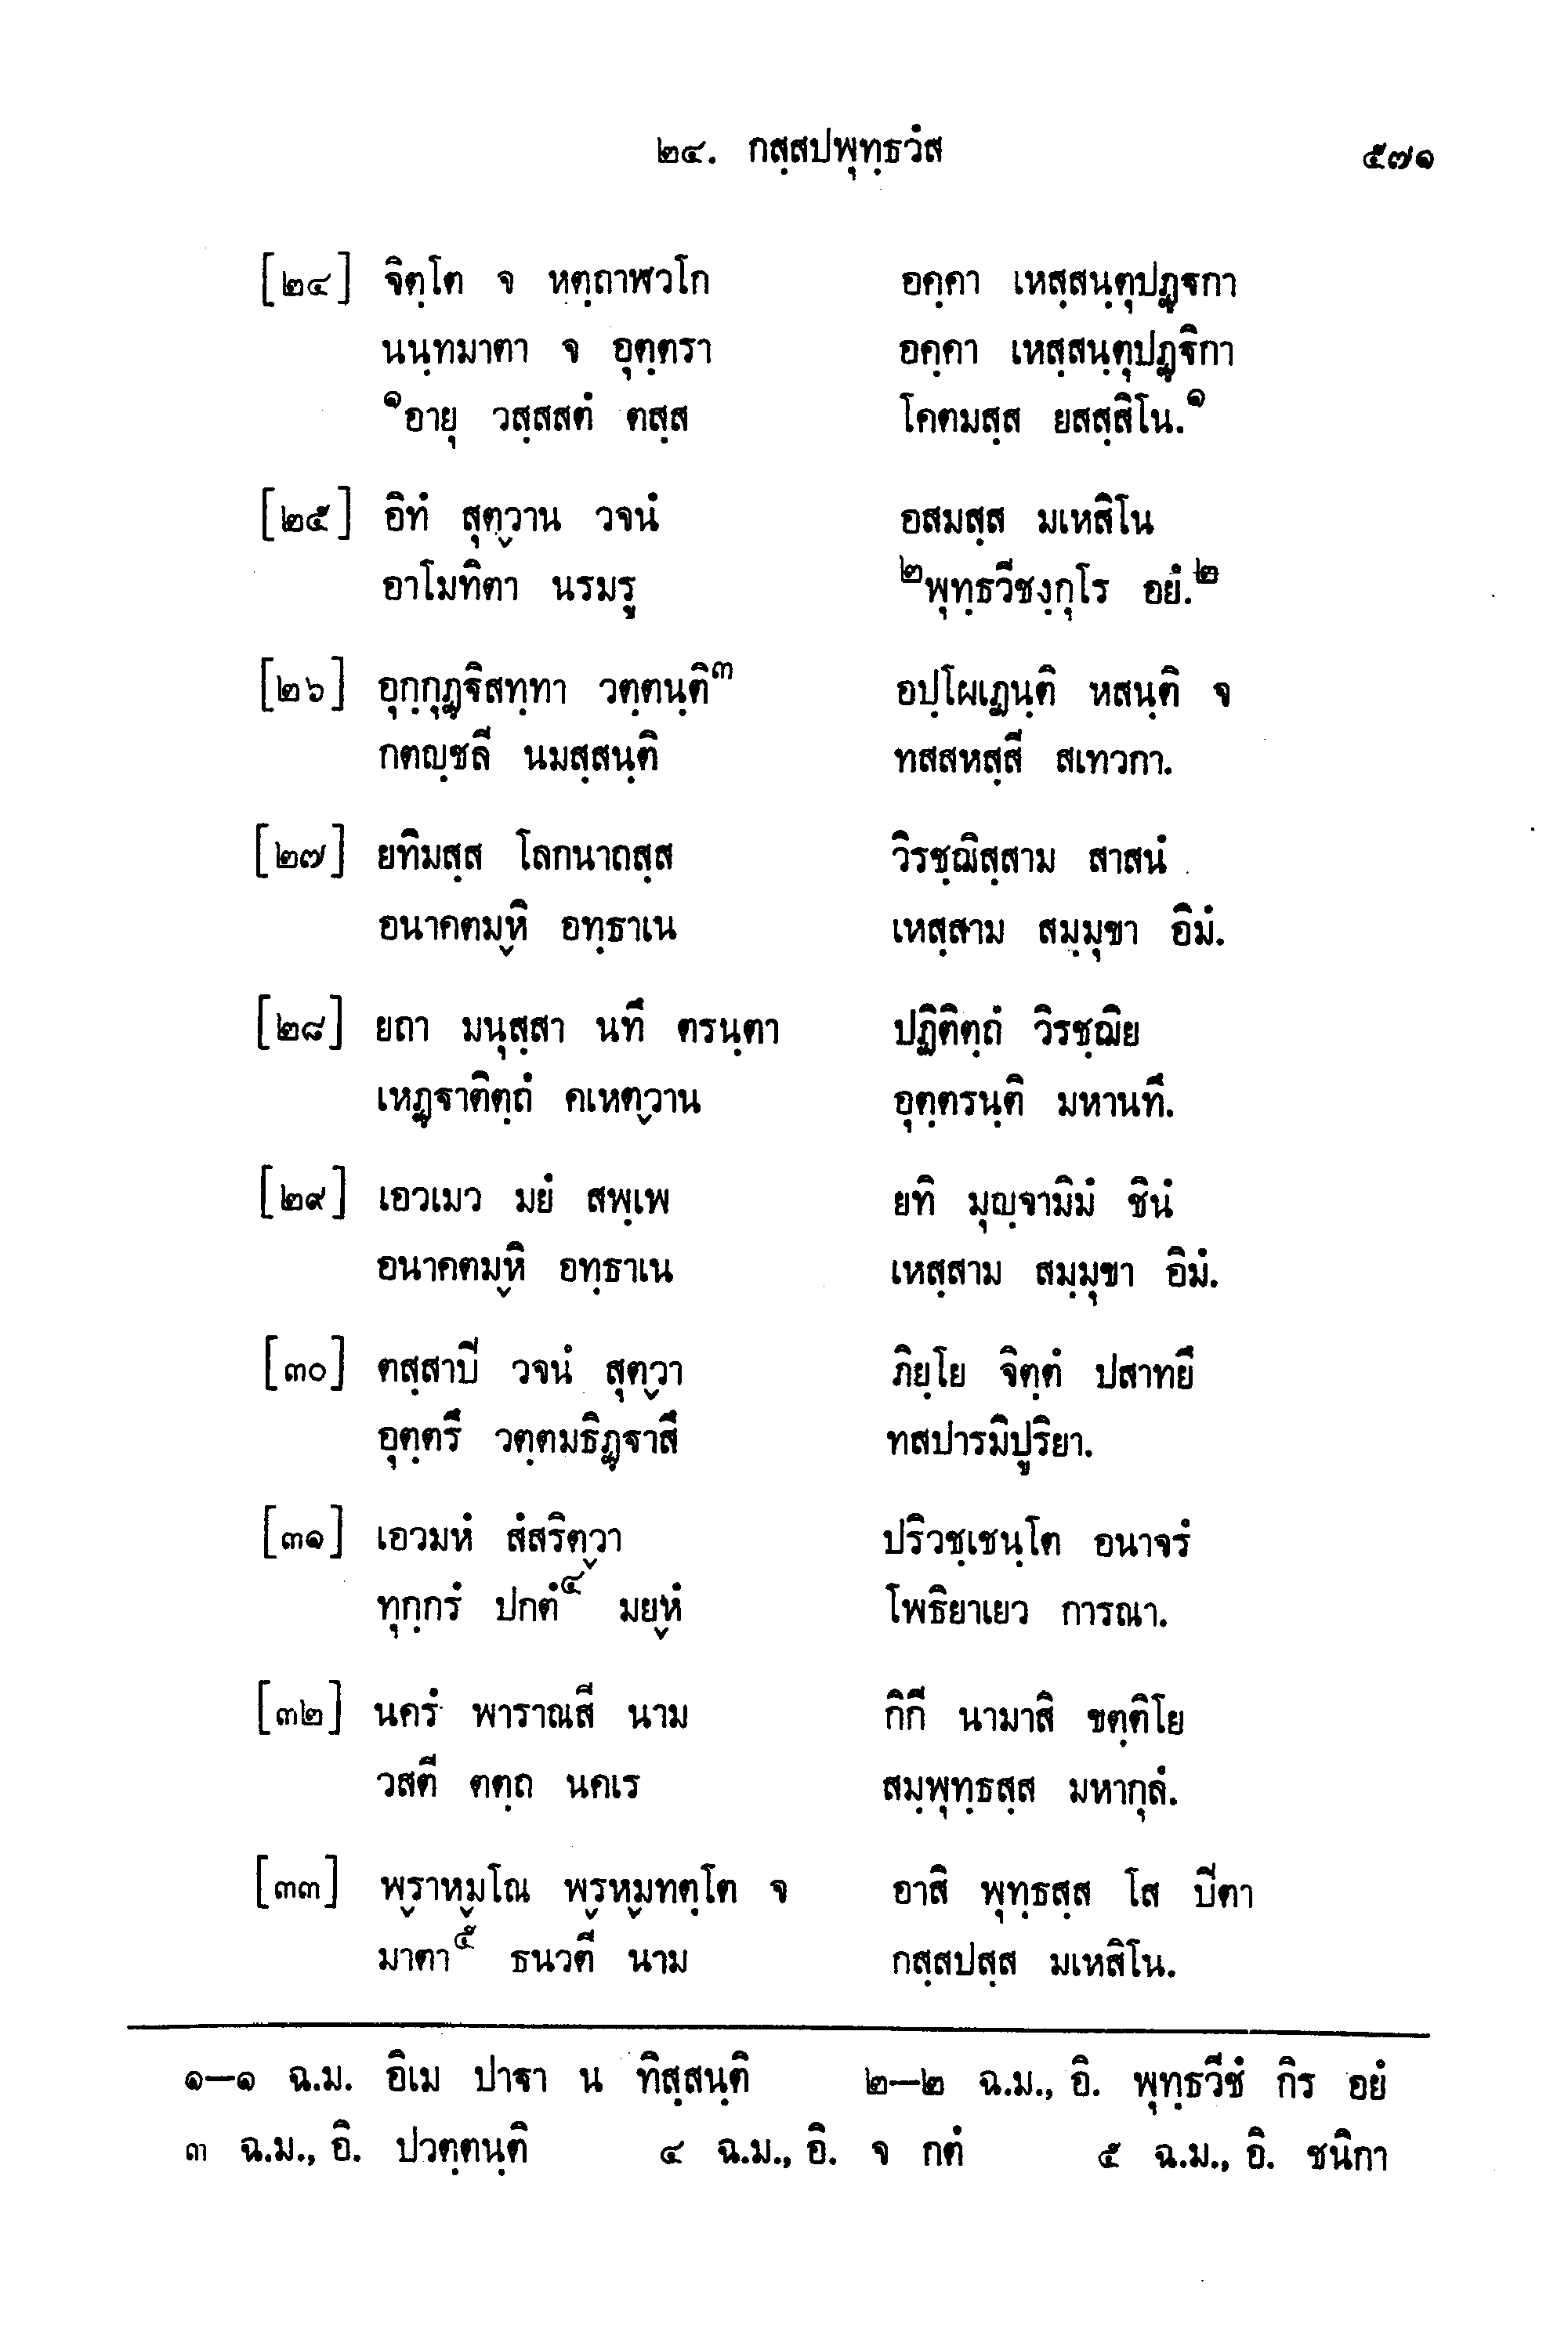 ๒๔. กสฺสปพุทฺธวํส ๕๗๑
[๒๔] จิตฺโต จ หตฺถาฬวโก อคฺคา เหสฺสนฺตุปฏฺฐกา
นนฺทมาตา จ อุตฺตรา อคฺคา เหสฺสนฺตุปฏฺฐิกา
๑อายุ วสฺสสตํ ตสฺส โคตมสฺส ยสสฺสิโน.๑
[๒๕] อิทํ สุตฺวาน วจนํ อสมสฺส มเหสิโน
อาโมทิตา นรมรู ๒พุทฺธวีชงฺกุโร อยํ.๒
[๒๖] อุกฺกุฏฺฐิสทฺทา วตฺตนฺติ๓ อปฺโผเฏนฺติ หสนฺติ จ
กตญฺชลี นมสฺสนฺติ ทสสหสฺสี สเทวกา.
[๒๗] ยทิมสฺส โลกนาถสฺส วิรชฺฌิสฺสาม สาสนํ
อนาคตมฺหิ อทฺธาเน เหสฺสาม สมฺมุขา อิมํ.
[๒๘] ยถา มนุสฺสา นทึ ตรนฺตา ปฏิติตฺถํ วิรชฺฌิย
เหฏฺฐาติตฺถํ คเหตฺวาน อุตฺตรนฺติ มหานทึ.
[๒๙] เอวเมว มยํ สพฺเพ ยทิ มุญฺจามิมํ ชินํ
อนาคตมฺหิ อทฺธาเน เหสฺสาม สมฺมุขา อิมํ.
[๓๐] ตสฺสาปิ วจนํ สุตฺวา ภิยฺโย จิตฺตํ ปสาทยึ
อุตฺตรึ วตฺตมธิฏฺฐาสึ ทสปารมิปูริยา.
[๓๑] เอวมหํ สํสริตฺวา ปริวชฺเชนฺโต อนาจรํ
ทุกฺกรํ ปกตํ๔ มยฺหํ โพธิยาเยว การณา.
[๓๒] นครํ พาราณสี นาม กิกี นามาสิ ขตฺติโย
วสตี ตตฺถ นคเร สมฺพุทฺธสฺส มหากุลํ.
[๓๓] พฺราหฺมโณ พฺรหฺมทตฺโต จ อาสิ พุทฺธสฺส โส ปิตา
มาตา๕ ธนวตี นาม กสฺสปสฺส มเหสิโน.
๑—๑ ฉ.ม. อิเม ปาฐา น ทิสฺสนฺติ ๒—๒ ฉ.ม., อิ. พุทฺธวีชํ กิร อยํ
๓ ฉ.ม., อิ. ปวตฺตนฺติ ๔ ฉ.ม., อิ. จ กตํ ๕ ฉ.ม., อิ. ชนิกา